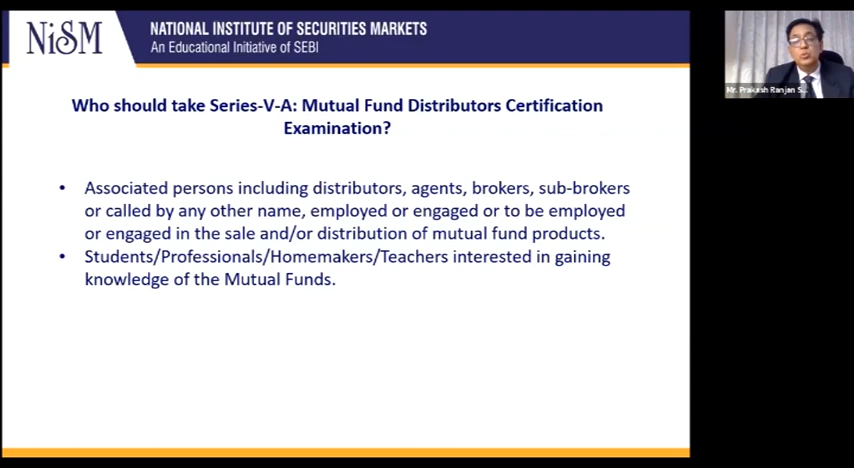 NiSM
NATIONAL INSTITUTE OF SECURITIES MARKETS
An Educational Initiative of SEBI
Mr. Prakash Ranjan S...
Who should take Series-V-A: Mutual Fund Distributors Certification
Examination?
• Associated persons including distributors, agents, brokers, sub-brokers
or called by any other name, employed or engaged or to be employed
or engaged in the sale and/or distribution of mutual fund products.
• Students/Professionals/Homemakers/Teachers interested in gaining
knowledge of the Mutual Funds.